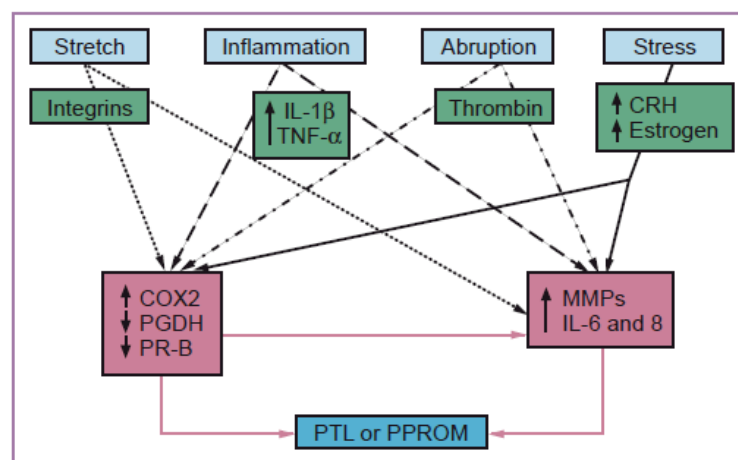 Stretch
Inflammation
Abruption
Stress
Integrins
IL-1β
TNF-α
Thrombin
CRH
Estrogen
COX2
PGDH
PR-B
MMPs
IL-6 and 8
PTL or PPROM